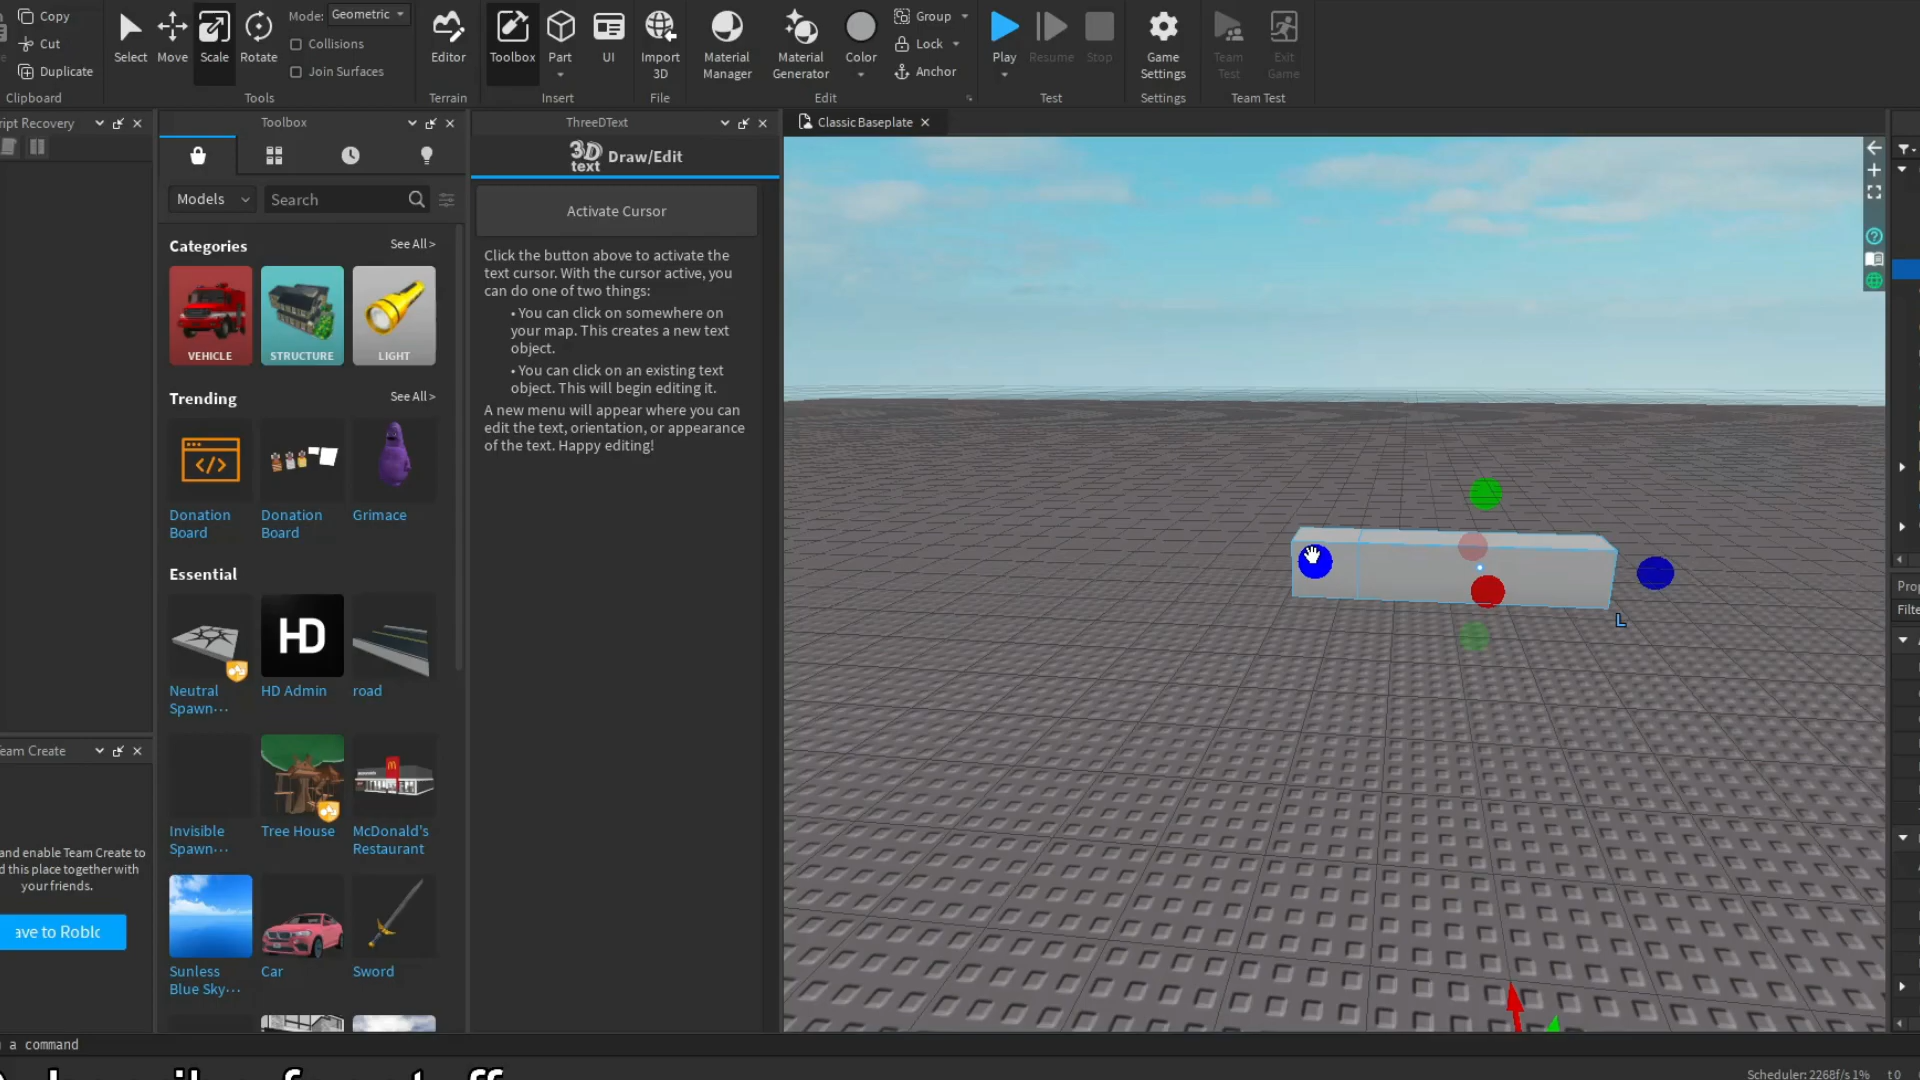 Copy
Cut
Duplicate
Clipboard
Select
Move
Scale
Rotate
Mode:
Geometric
Collisions
Join Surfaces
Tools
Editor
Terrain
Toolbox
Part
UI
Insert
Import
3D
File
Material
Manager
Material
Generator
Color
Group
Lock
Anchor
Edit
Play
Resume
Stop
Test
Game
Settings
Settings
Team
Test
Exit
Game
Team Test
ript Recovery
Toolbox
ThreeDText
Classic Baseplate
3D
text
Draw/Edit
Models
Search
Activate Cursor
Click the button above to activate the
text cursor. With the cursor active, you
can do one of two things:
• You can click on somewhere on
your map. This creates a new text
object.
• You can click on an existing text
object. This will begin editing it.
A new menu will appear where you can
edit the text, orientation, or appearance
of the text. Happy editing!
Categories
See All >
VEHICLE
STRUCTURE
LIGHT
Trending
See All >
Donation
Board
Donation
Board
Grimace
Essential
HD
Neutral
Spawn...
HD Admin
road
Invisible
Spawn...
Tree House
McDonald's
Restaurant
Sunless
Blue Sky...
Car
Sword
eam Create
and enable Team Create to
d this place together with
your friends.
ave to Roblo
L
Prop
Filte
a command
Scheduler: 2268f/s 1%
t 0